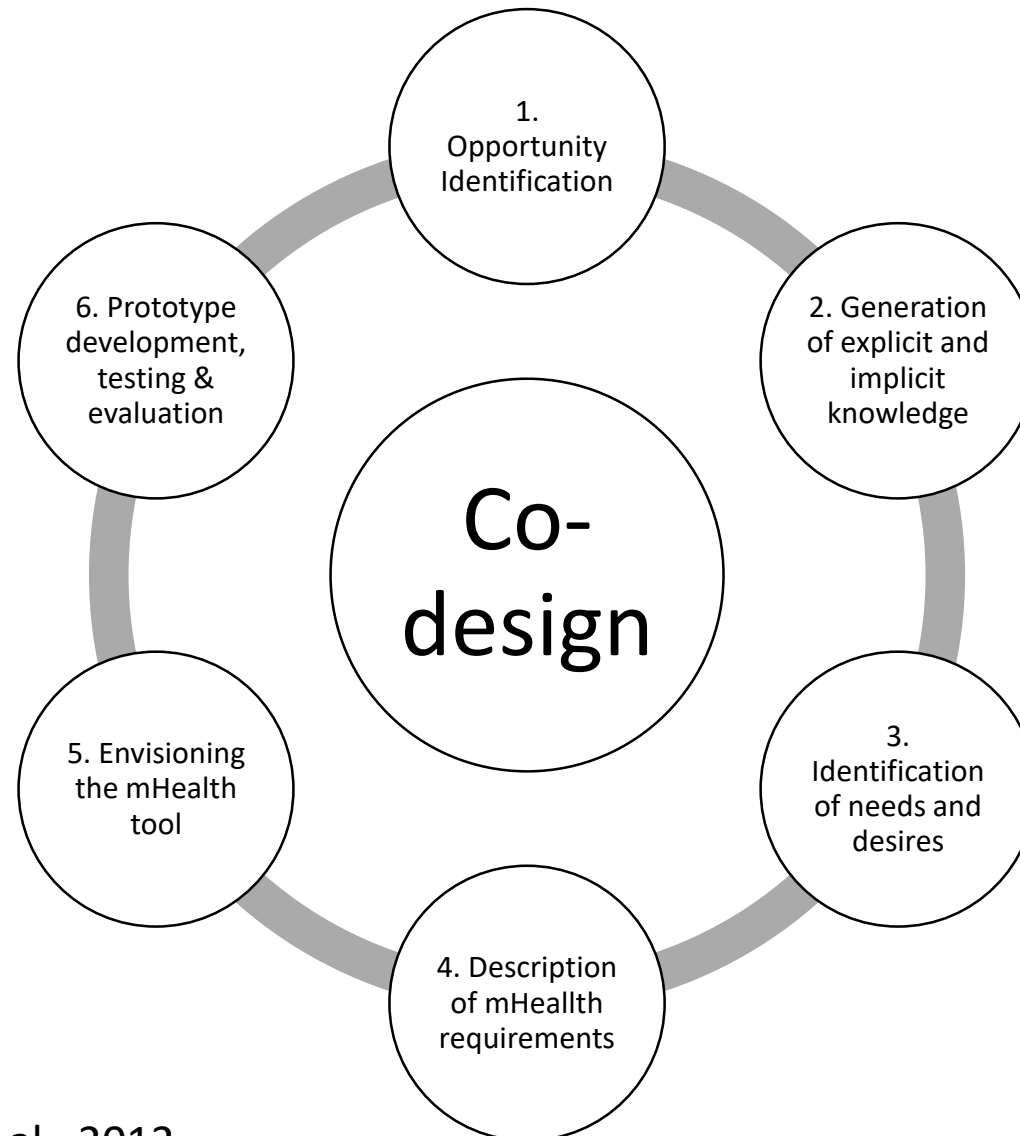 1.
Opportunity
Identification
2. Generation
of explicit and
implicit
knowledge
3.
Identification
of needs and
desires
4. Description
of mHeallth
requirements
5. Envisioning
the mHealth
tool
6. Prototype
development,
testing &
evaluation
Co-
design